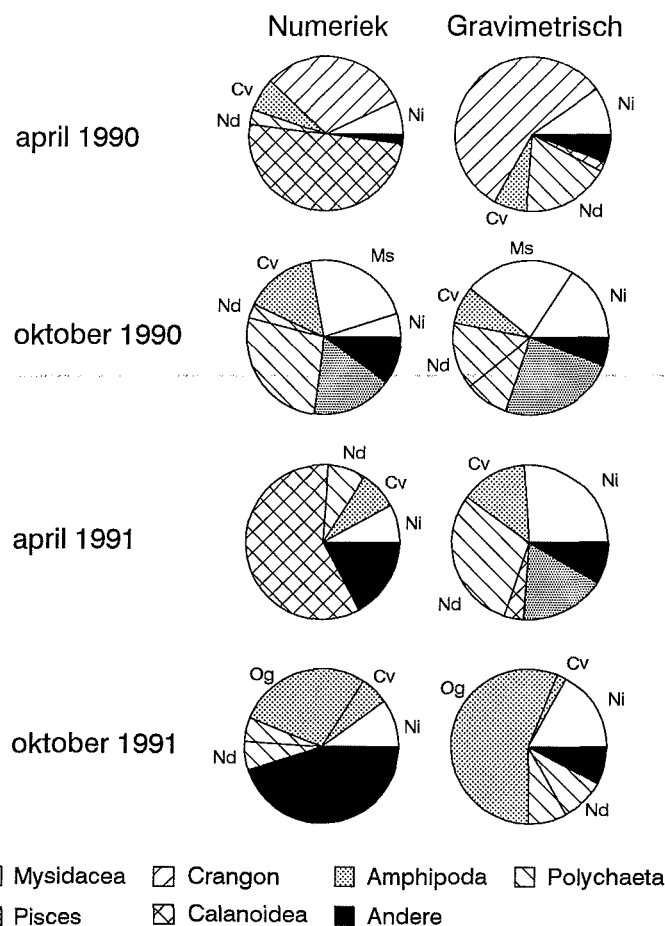 Numeriek Gravimetrisch
april 1990
Cv Nd Ni
Ni Nd Cv
oktober 1990
Cv Ms Nd Ni
Ms Cv Ni Nd
april 1991
Nd Cv Ni
Cv Ni Nd
oktober 1991
Og Cv Nd Ni
Og Cv Ni Nd
Mysidacea Crangon Amphipoda Polychaeta
Pisces Calanoidea Andere